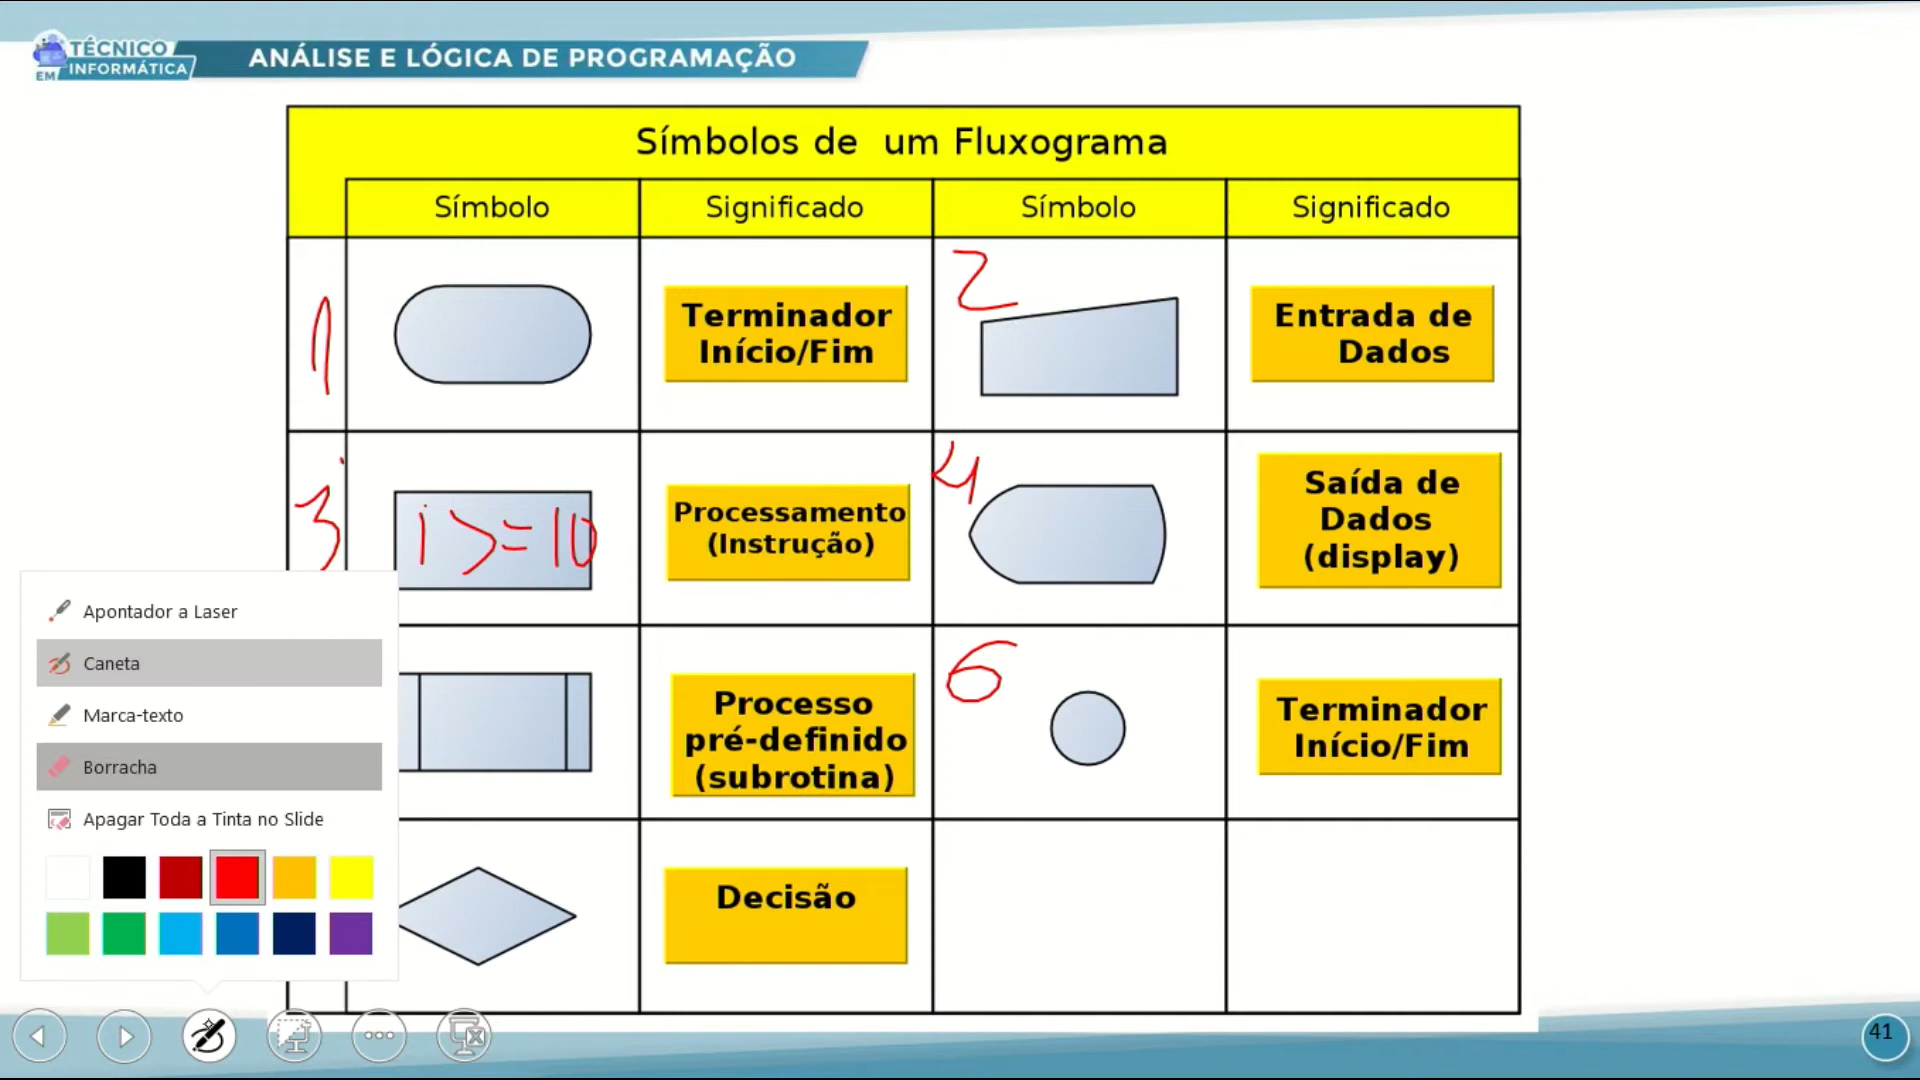 TÉCNICO
EM INFORMÁTICA
ANÁLISE E LÓGICA DE PROGRAMAÇÃO
Símbolos de um Fluxograma
Símbolo
Significado
Símbolo
Significado
1
Terminador
Início/Fim
2
Entrada de
Dados
3
i >= 10
Processamento
(Instrução)
4
Saída de
Dados
(display)
Processo
pré-definido
(subrotina)
6
Terminador
Início/Fim
Decisão
Apontador a Laser
Caneta
Marca-texto
Borracha
Apagar Toda a Tinta no Slide
41